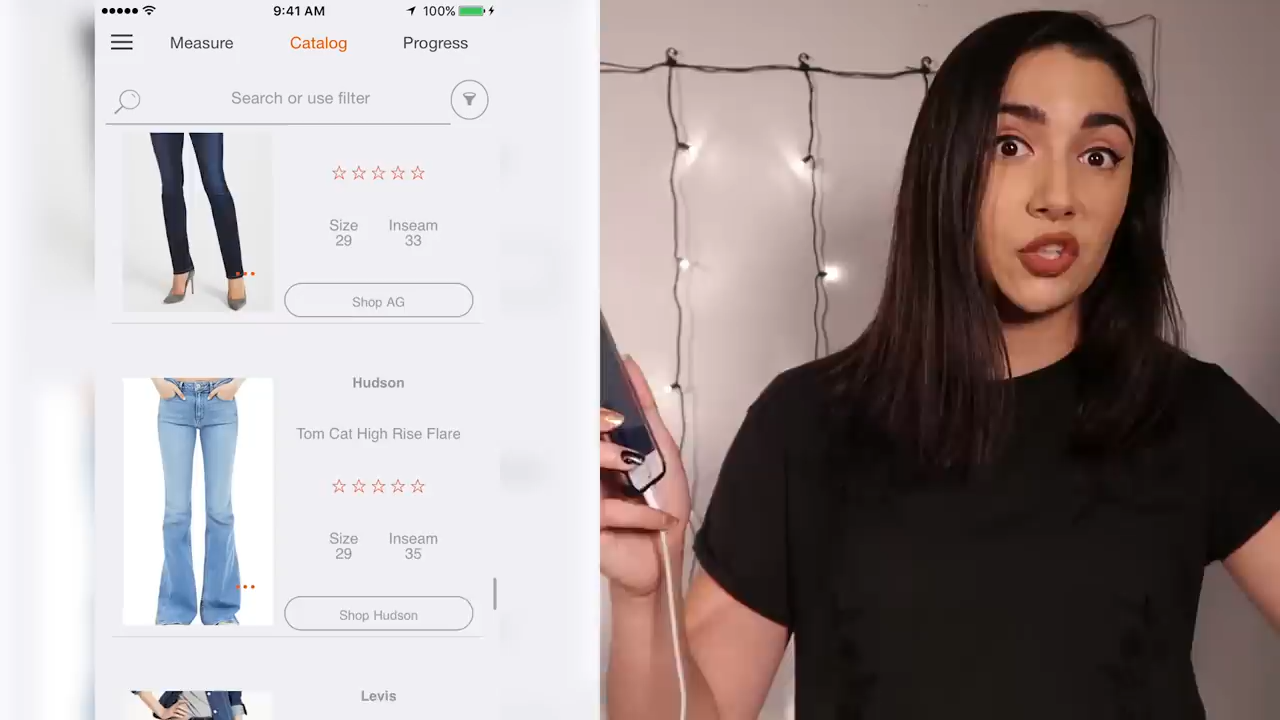 9:41 AM
100%
Measure
Catalog
Progress
Search or use filter
Size
29
Inseam
33
Shop AG
Hudson
Tom Cat High Rise Flare
Size
29
Inseam
35
Shop Hudson
Levis